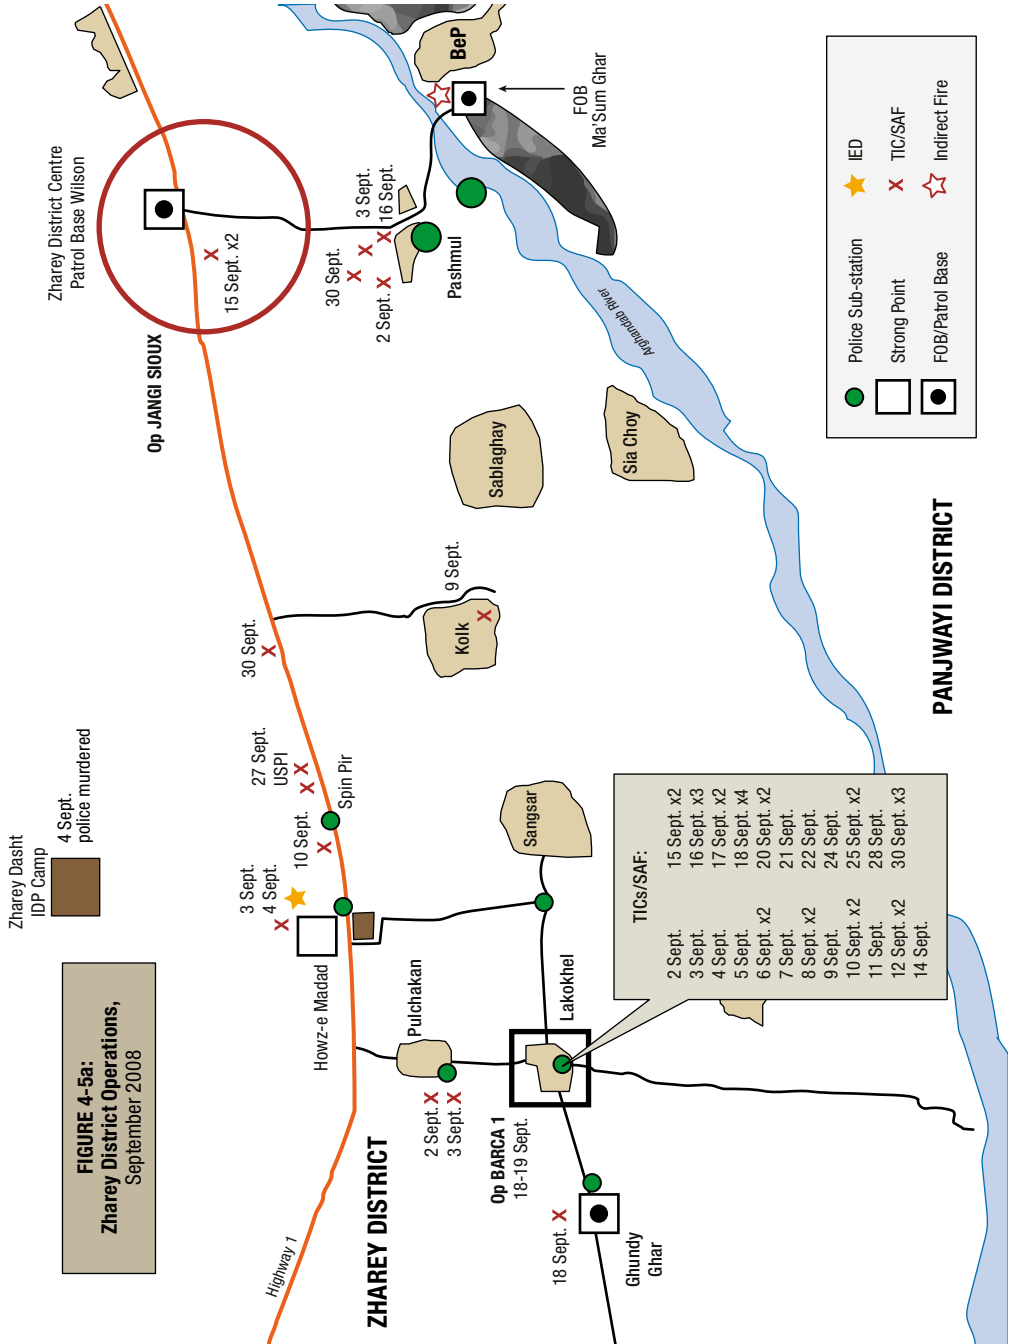 FIGURE 4-5a:
Zharey District Operations,
September 2008
Zharey Dasht
IDP Camp
4 Sept.
police murdered
Zharey District Centre
Patrol Base Wilson
Highway 1
ZHAREY DISTRICT
Howz-e Madad
3 Sept.
4 Sept.
10 Sept.
Spin Pir
27 Sept.
USPI
30 Sept.
Op JANGI SIOUX
15 Sept. x2
Pulchakan
2 Sept.
3 Sept.
Kolk
9 Sept.
30 Sept.
2 Sept.
3 Sept.
16 Sept.
Pashmul
BeP
FOB
Ma'Sum Ghar
Op BARCA 1
18-19 Sept.
Lakokhel
Sangsar
Sablaghay
Sia Choy
Arghandab River
18 Sept.
Ghundy
Ghar
TICs/SAF:
2 Sept.
3 Sept.
4 Sept.
5 Sept.
6 Sept. x2
7 Sept.
8 Sept. x2
9 Sept.
10 Sept. x2
11 Sept.
12 Sept. x2
14 Sept.
15 Sept. x2
16 Sept. x3
17 Sept. x2
18 Sept. x4
20 Sept. x2
21 Sept.
22 Sept.
24 Sept.
25 Sept. x2
28 Sept.
30 Sept. x3
PANJWAYI DISTRICT
Police Sub-station
Strong Point
FOB/Patrol Base
IED
TIC/SAF
Indirect Fire